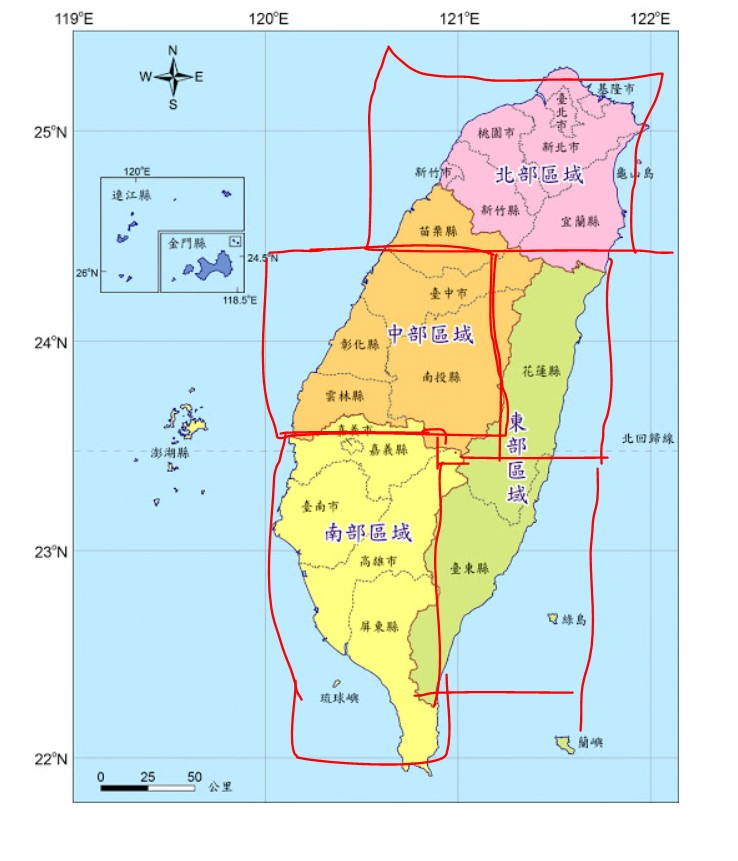 119°E
120°E
121°E
122°E
N
W
E
S
25°N
24°N
23°N
22°N
120°E
連江縣
金門縣
26°N
24.5°N
118.5°E
基隆市
臺北市
桃園市
新北市
新竹市
北部區域
龜山島
新竹縣
宜蘭縣
苗栗縣
臺中市
中部區域
彰化縣
南投縣
花蓮縣
雲林縣
東部區域
嘉義市
嘉義縣
北回歸線
澎湖縣
臺南市
南部區域
高雄市
臺東縣
綠島
屏東縣
琉球嶼
蘭嶼
0 25 50 公里